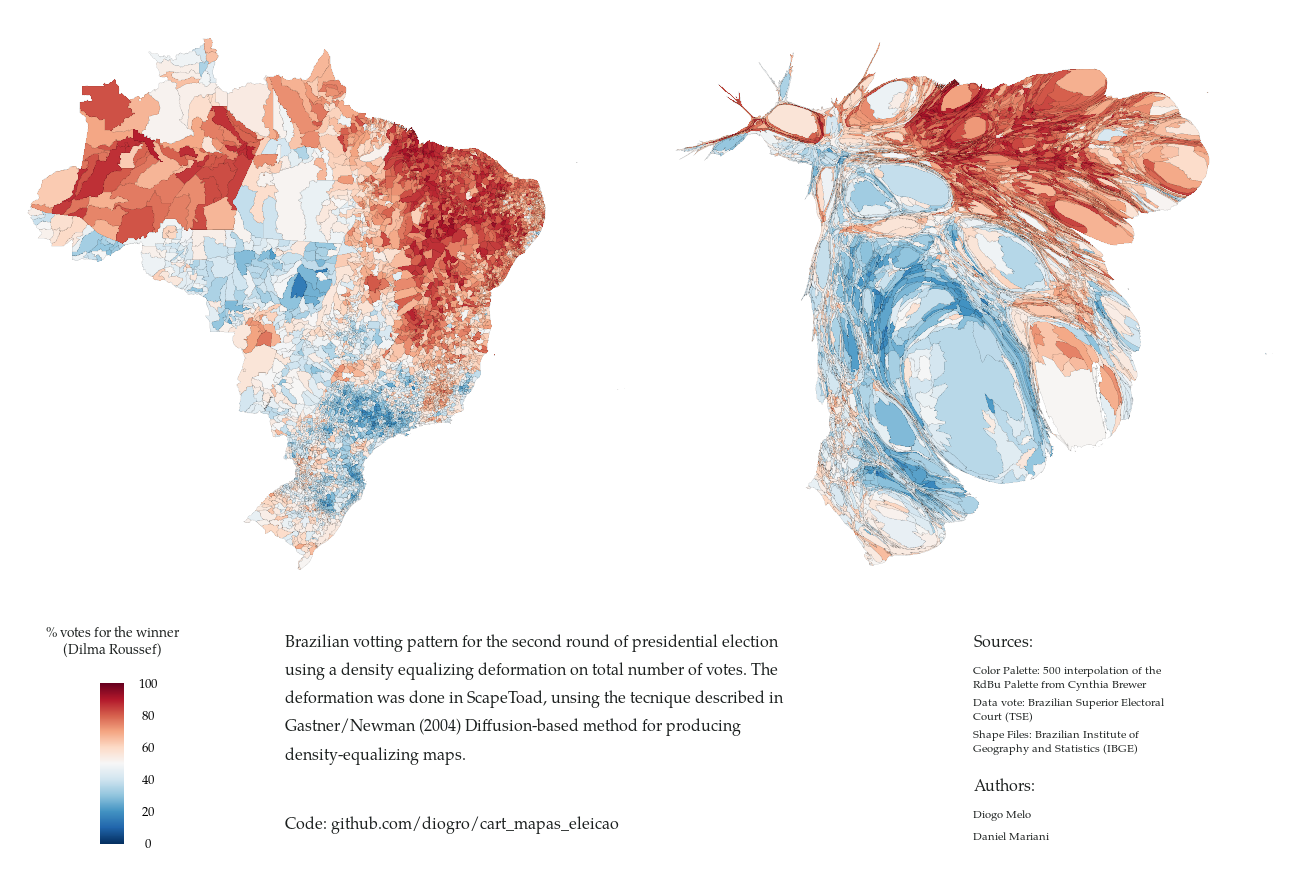 % votes for the winner
(Dilma Roussef)
100
80
60
40
20
0
Brazilian votting pattern for the second round of presidential election
using a density equalizing deformation on total number of votes. The
deformation was done in ScapeToad, unsing the tecnique described in
Gastner/Newman (2004) Diffusion-based method for producing
density-equalizing maps.
Code: github.com/diogro/cart_mapas_eleicao
Sources:
Color Palette: 500 interpolation of the
RdBu Palette from Cynthia Brewer
Data vote: Brazilian Superior Electoral
Court (TSE)
Shape Files: Brazilian Institute of
Geography and Statistics (IBGE)
Authors:
Diogo Melo
Daniel Mariani